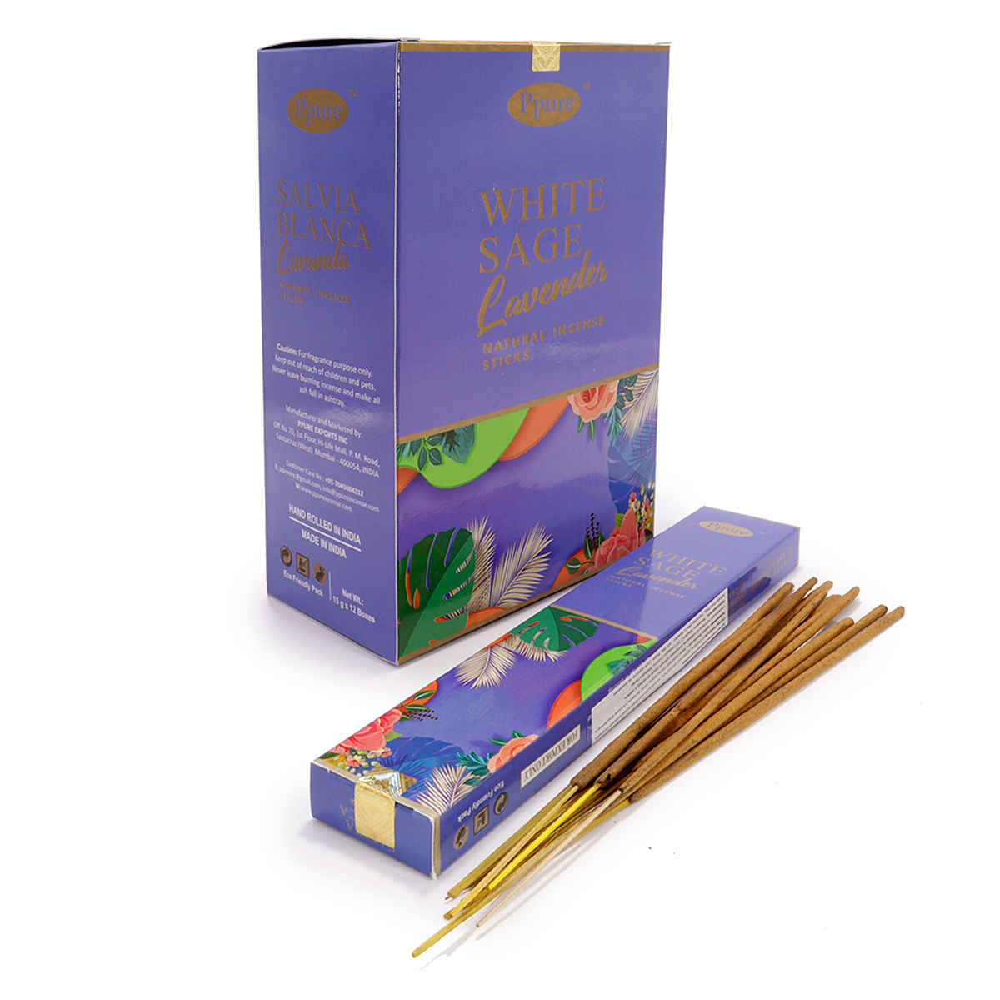 Ppure TM
SALVIA
BLANCA
Lavanda
NATURAL INCENSE
STICKS
Caution: For fragrance purpose only.
Keep out of reach of children and pets.
Never leave burning incense and make all
ash fall in ashtray.
Manufacturer and Marketed by:
PPURE EXPORTS INC
Off No 70, 1st Floor, Hi-Life Mall, P. M. Road,
Santacruz (West) Mumbai - 400054, INDIA
Customer Care No : +91-7045004212
E: ppureinc@gmail.com, info@ppureincense.com
W:www.ppureincense.com
HAND ROLLED IN INDIA
MADE IN INDIA
Eco Friendly Pack
Net Wt.:
15 g x 12 Boxes
Ppure TM
WHITE
SAGE
Lavender
NATURAL INCENSE
STICKS
Ppure
WHITE
SAGE
Lavender
NATURAL INCENSE
STICKS
FOR EXPORT ONLY
Eco Friendly Pack